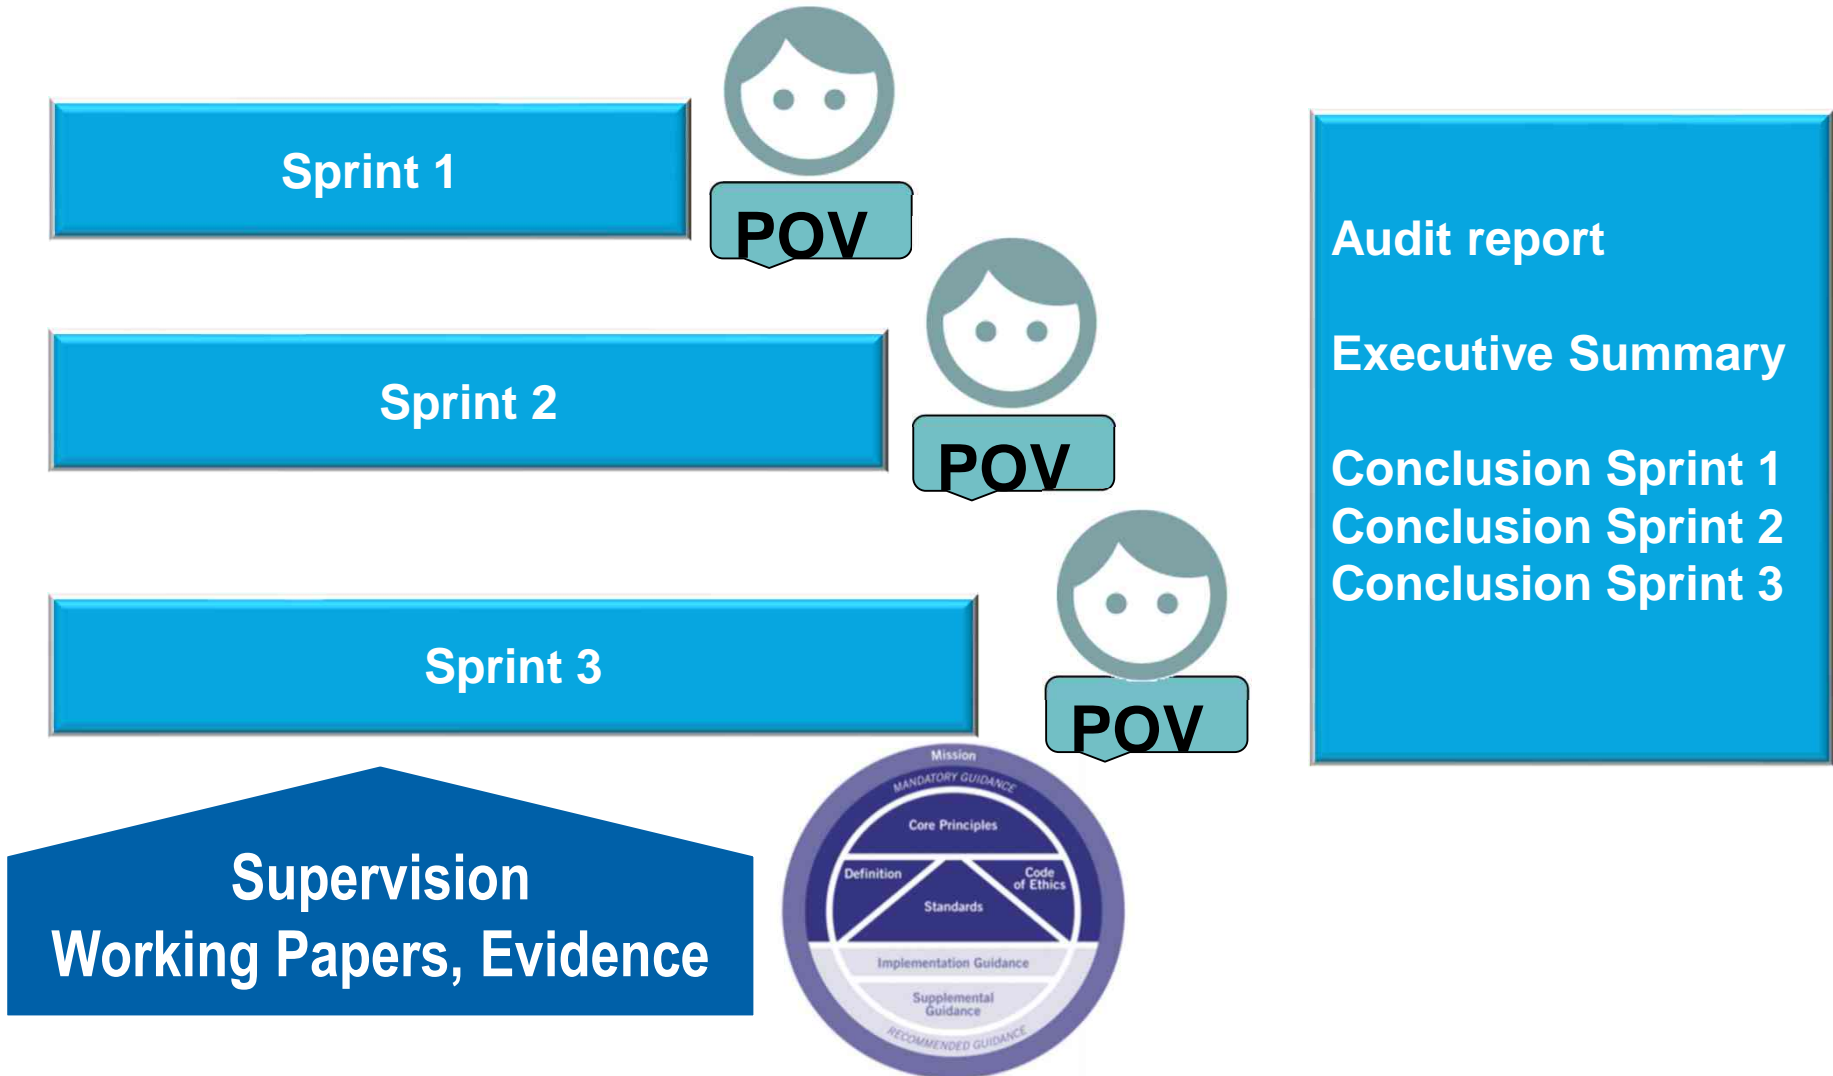 Sprint 1
POV
Sprint 2
POV
Sprint 3
POV
Audit report
Executive Summary
Conclusion Sprint 1
Conclusion Sprint 2
Conclusion Sprint 3
Supervision
Working Papers, Evidence
Mission
MANDATORY GUIDANCE
Core Principles
Definition
Code
of Ethics
Standards
Implementation Guidance
Supplemental
Guidance
RECOMMENDED GUIDANCE